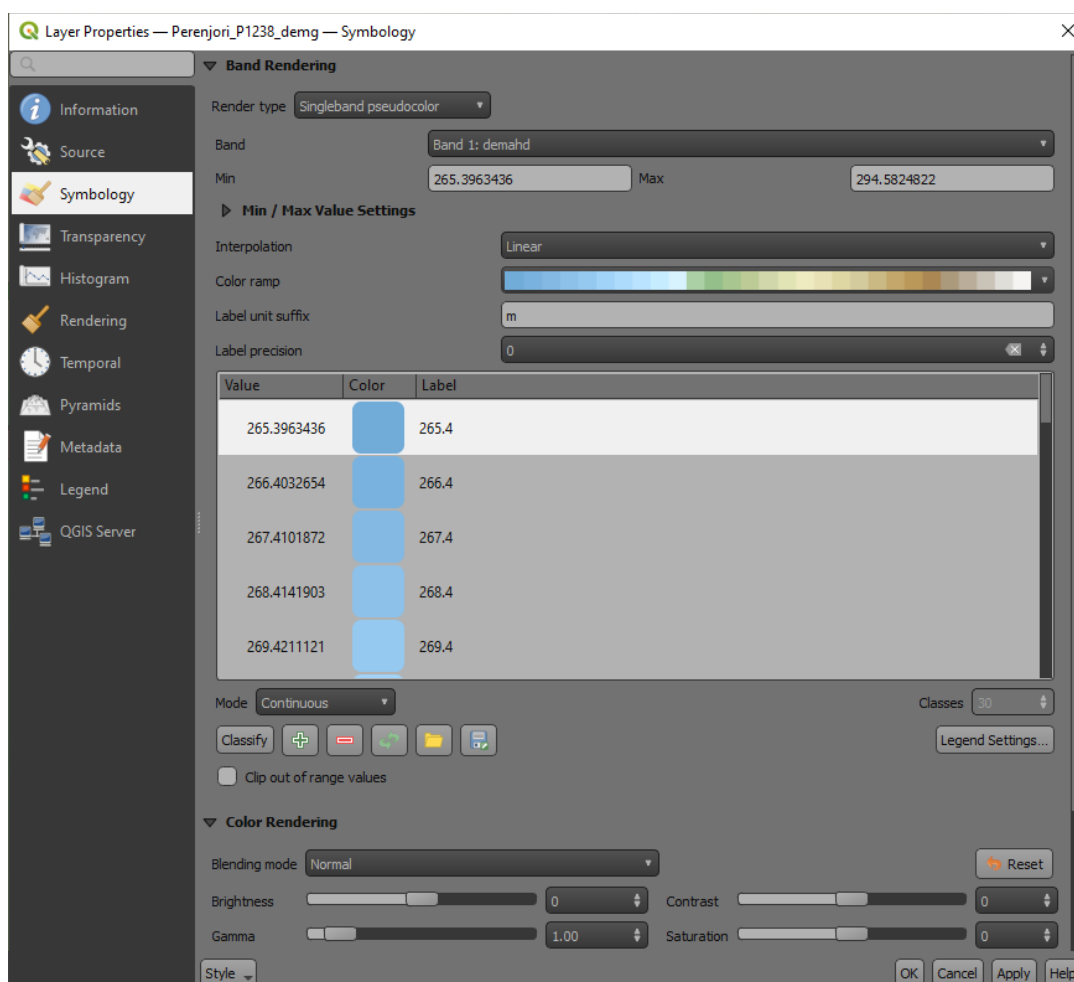 Layer Properties — Perenjori_P1238_demg — Symbology
Information
Source
Symbology
Transparency
Histogram
Rendering
Temporal
Pyramids
Metadata
Legend
QGIS Server
Band Rendering
Render type Singleband pseudocolor
Band Band 1: demahd
Min 265.3963436 Max 294.5824822
Min / Max Value Settings
Interpolation Linear
Color ramp
Label unit suffix m
Label precision 0
Value Color Label
265.3963436 265.4
266.4032654 266.4
267.4101872 267.4
268.4141903 268.4
269.4211121 269.4
Mode Continuous Classes 30
Classify Legend Settings...
Clip out of range values
Color Rendering
Blending mode Normal Reset
Brightness 0 Contrast 0
Gamma 1.00 Saturation 0
Style OK Cancel Apply Help